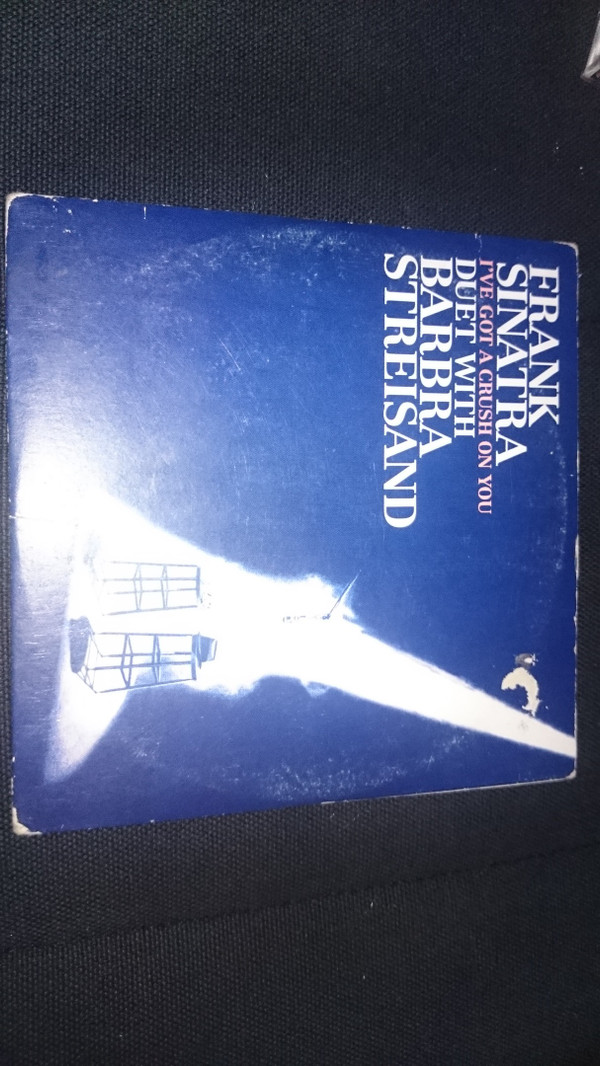 FRANK
SINATRA
I'VE GOT A CRUSH ON YOU
DUET WITH
BARBRA
STREISAND